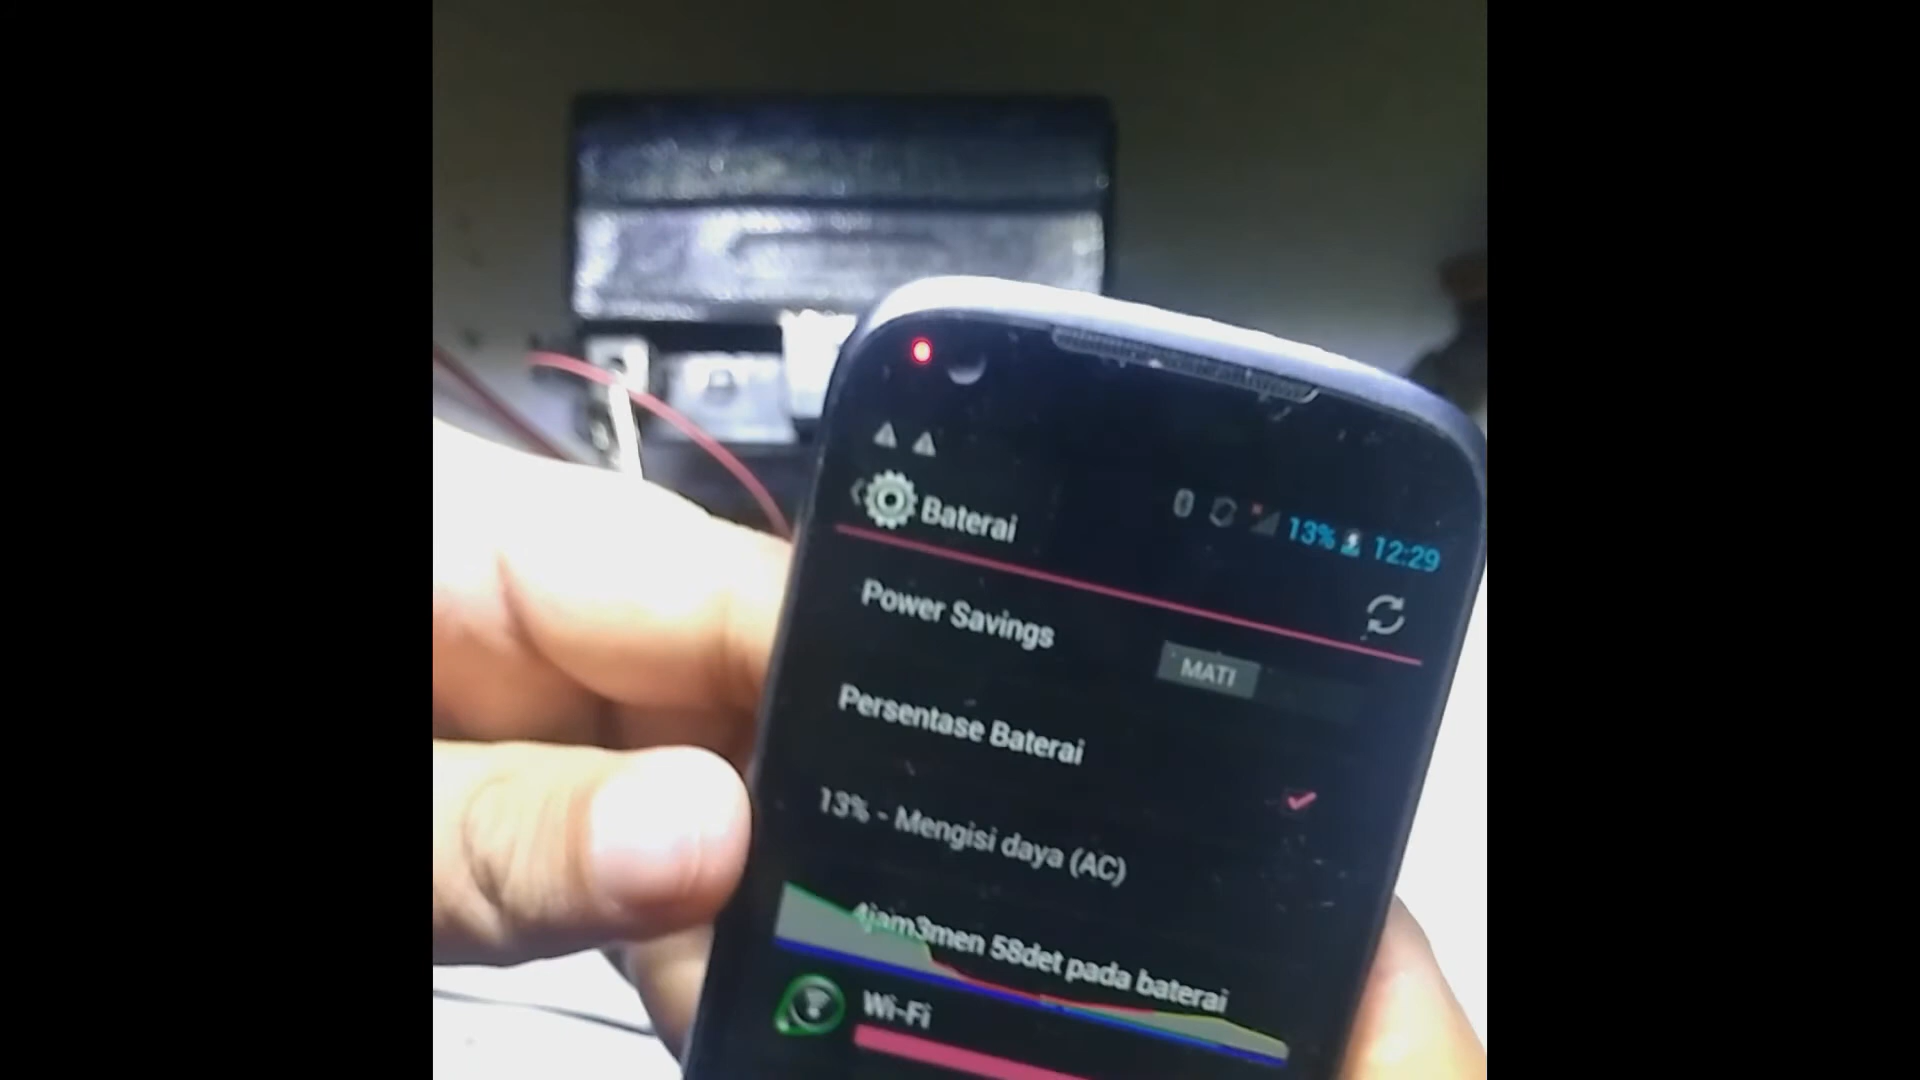 13% 12:29
Baterai
Power Savings
MATI
Persentase Baterai
13% - Mengisi daya (AC)
4jam3men 58det pada baterai
Wi-Fi